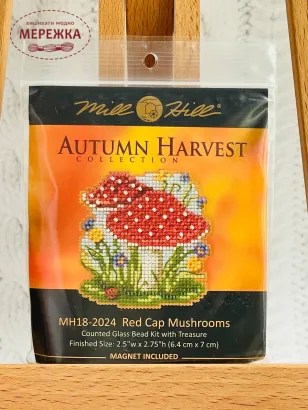 вишивати модно
МЕРЕЖКА
Mill Hill®
AUTUMN HARVEST
COLLECTION
MH18-2024 Red Cap Mushrooms
Counted Glass Bead Kit with Treasure
Finished Size: 2.5"w x 2.75"h (6.4 cm x 7 cm)
MAGNET INCLUDED